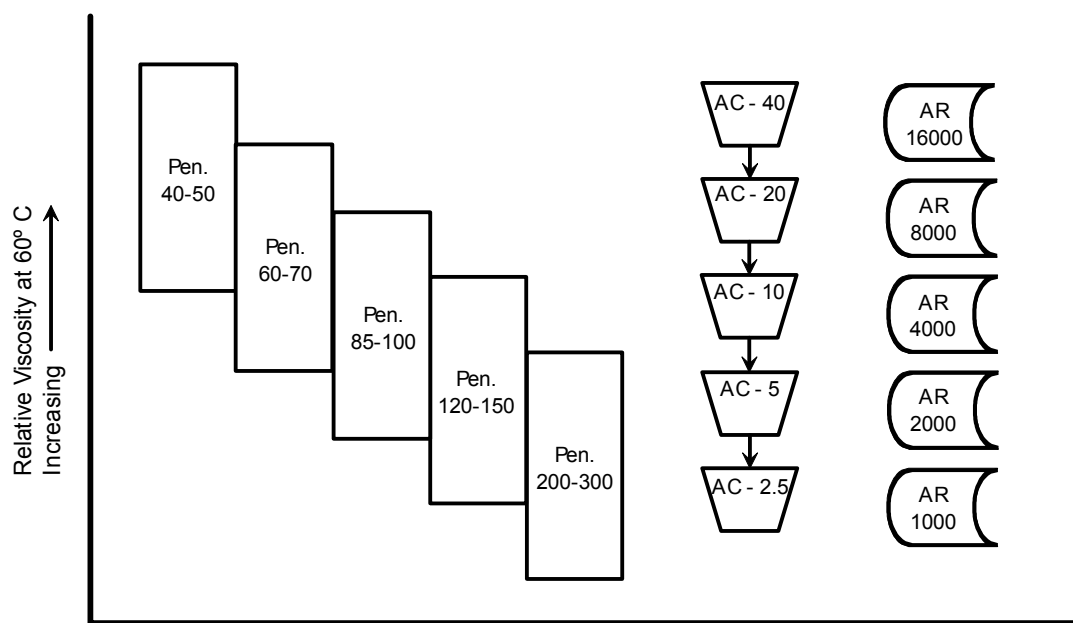 Relative Viscosity at 60º C
Increasing
Pen.
40-50
Pen.
60-70
Pen.
85-100
Pen.
120-150
Pen.
200-300
AC - 40
AC - 20
AC - 10
AC - 5
AC - 2.5
AR
16000
AR
8000
AR
4000
AR
2000
AR
1000